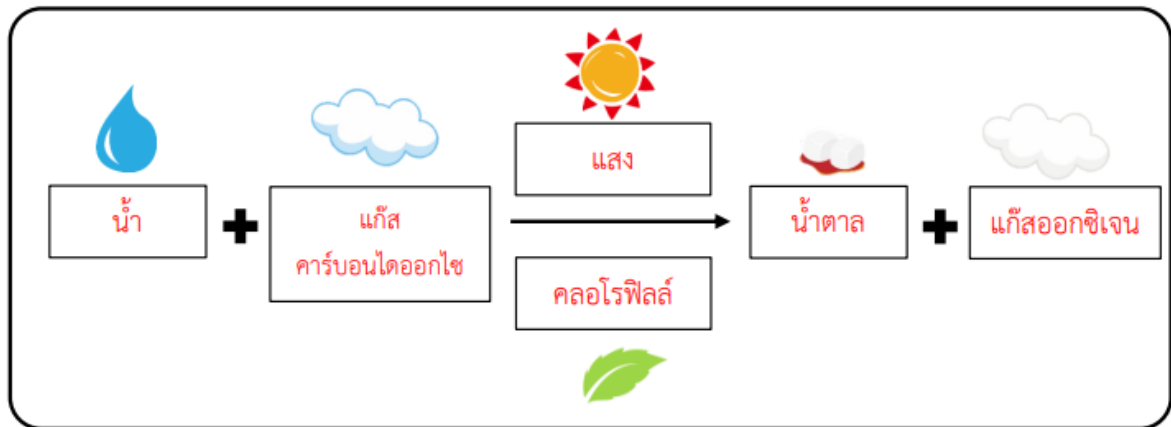 แสง
น้ำ
แก๊ส
คาร์บอนไดออกไซ
น้ำตาล
แก๊สออกซิเจน
คลอโรฟิลล์